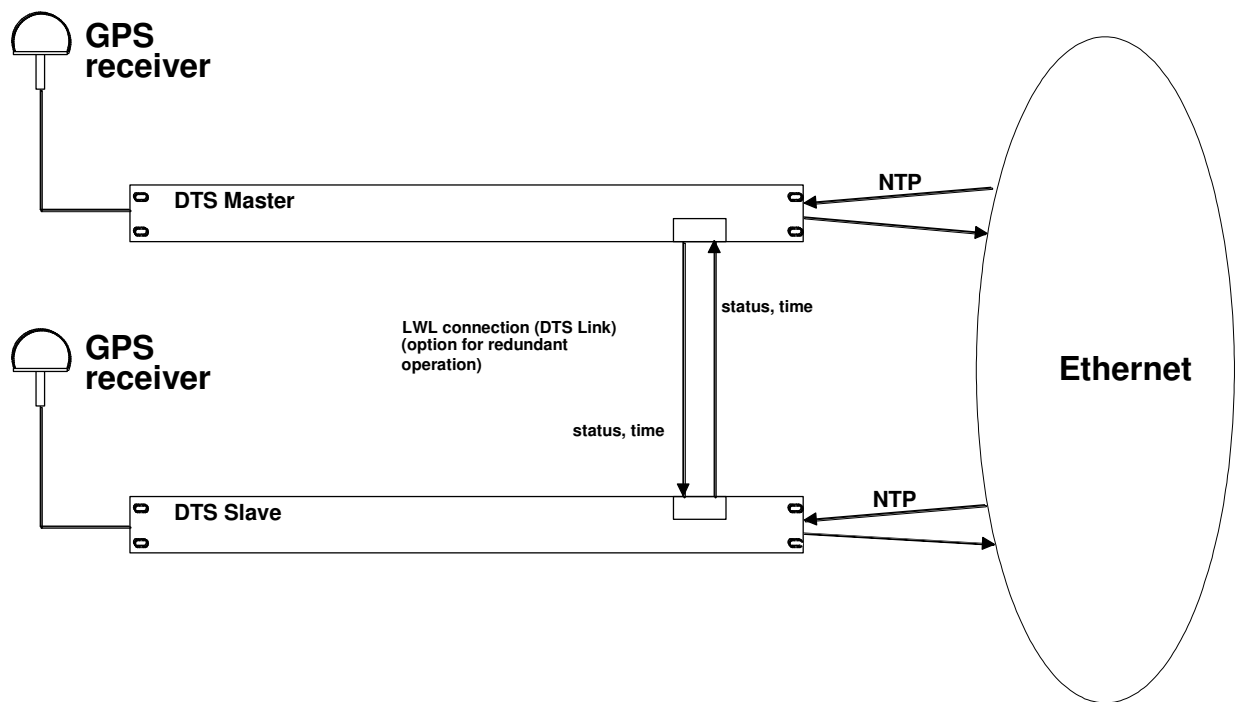 GPS
receiver
DTS Master
NTP
status, time
LWL connection (DTS Link)
(option for redundant
operation)
GPS
receiver
Ethernet
status, time
DTS Slave
NTP